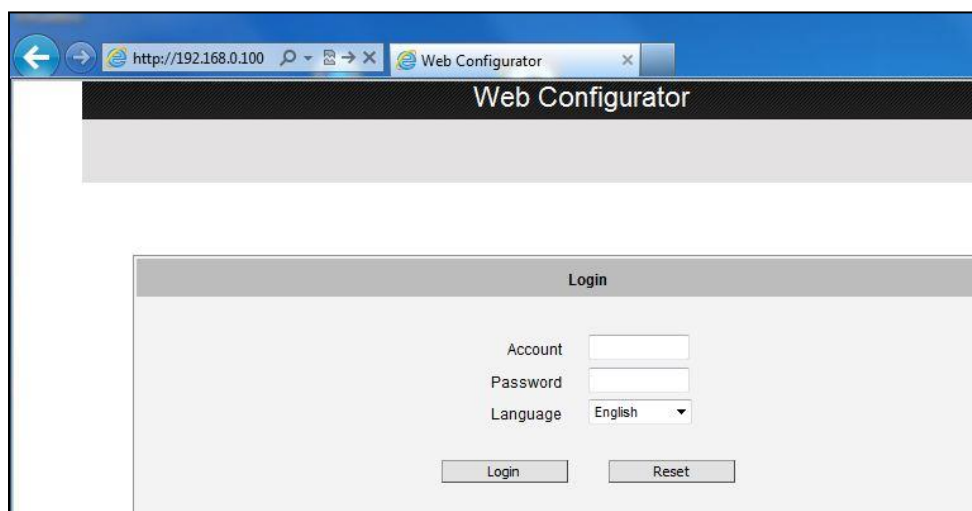 http://192.168.0.100
Web Configurator
Web Configurator
Login
Account
Password
Language English
Login Reset